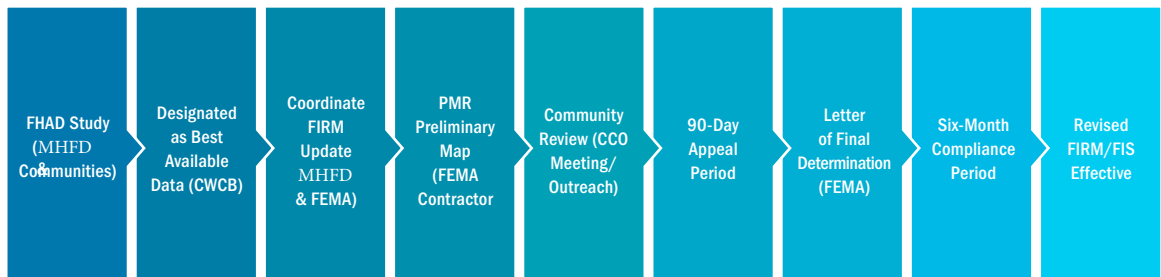 FHAD Study
(MHFD
&
Communities)
Designated
as Best
Available
Data (CWCB)
Coordinate
FIRM
Update
MHFD
& FEMA)
PMR
Preliminary
Map
(FEMA
Contractor
Community
Review (CCO
Meeting/
Outreach)
90-Day
Appeal
Period
Letter
of Final
Determination
(FEMA)
Six-Month
Compliance
Period
Revised
FIRM/FIS
Effective